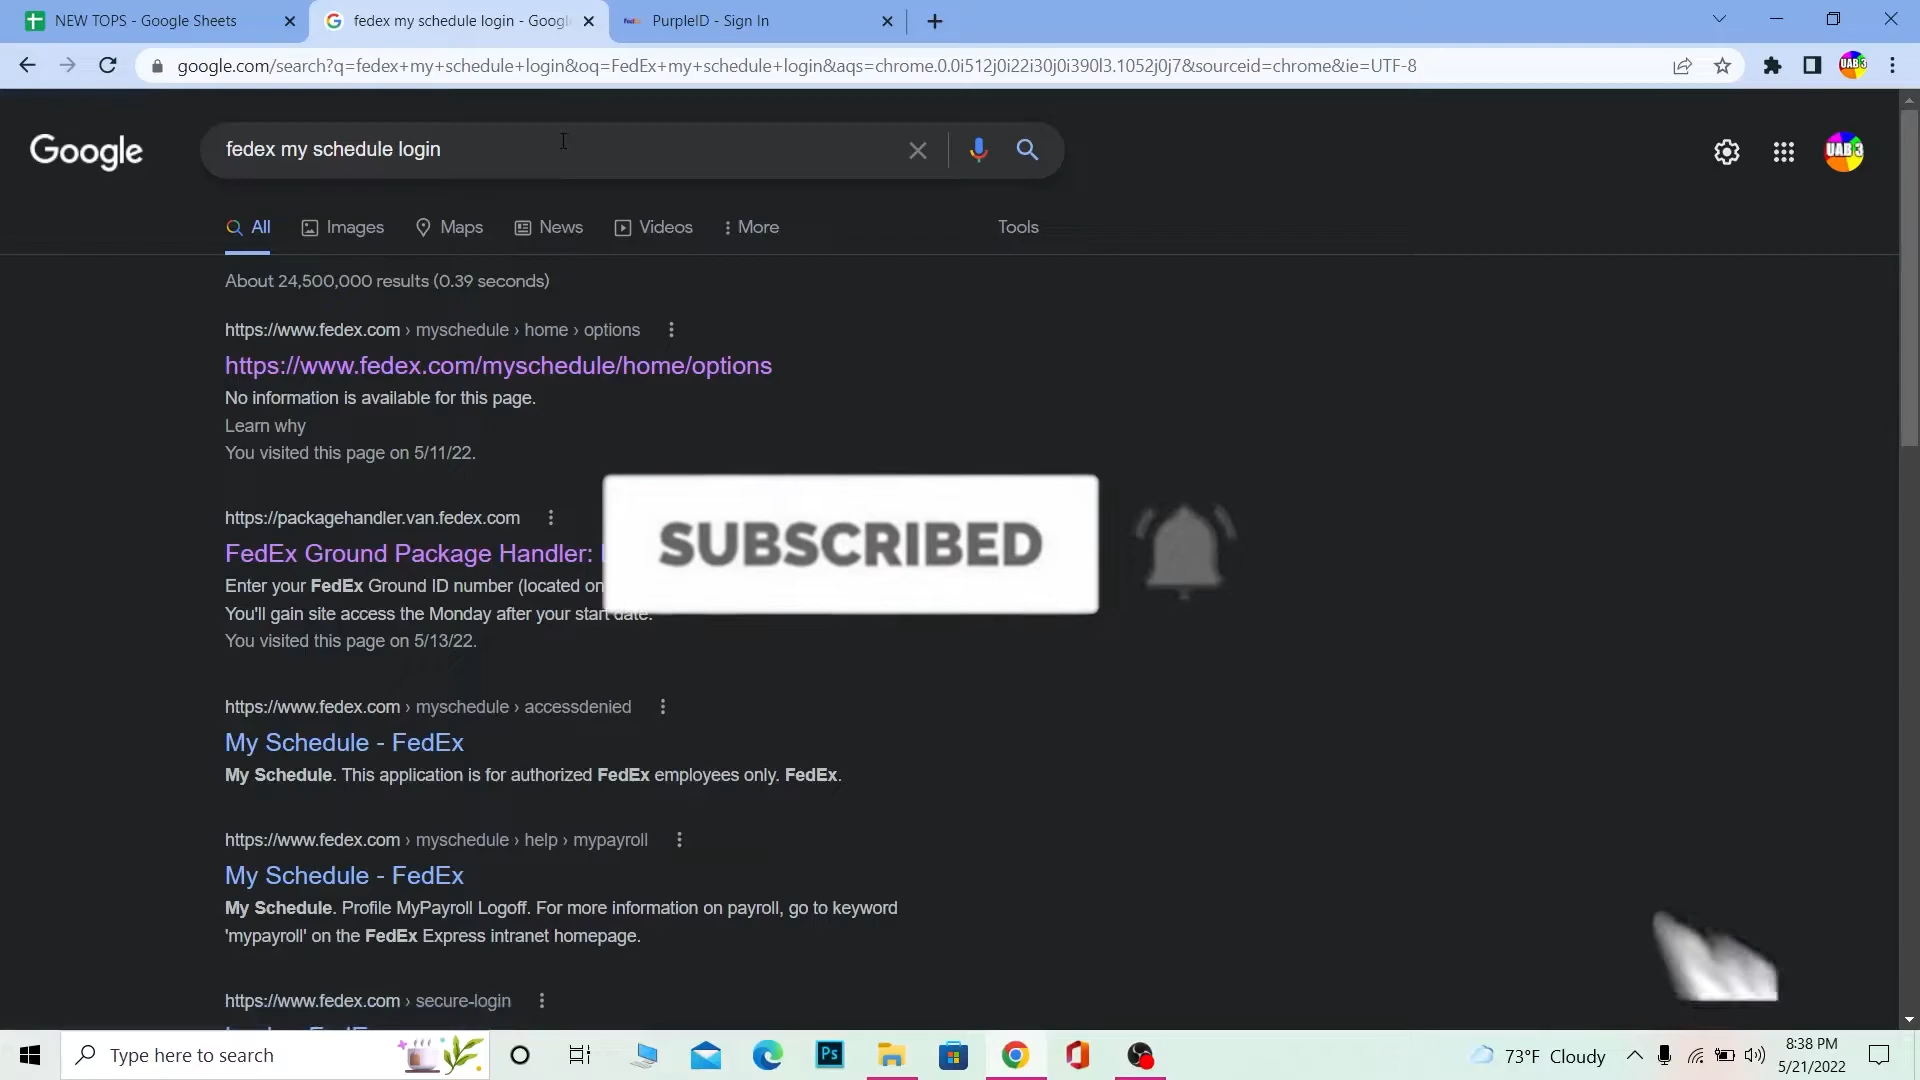 NEW TOPS - Google Sheets
fedex my schedule login - Goog
PurpleID - Sign In
google.com/search?q=fedex+my+schedule+login&oq=FedEx+my+schedule+login&aqs=chrome.0.0i512j0i22i30j0i390l3.1052j0j7&sourceid=chrome&ie=UTF-8
Google
fedex my schedule login
UAB 3
All
Images
Maps
News
Videos
More
Tools
About 24,500,000 results (0.39 seconds)
https://www.fedex.com › myschedule › home › options
https://www.fedex.com/myschedule/home/options
No information is available for this page.
Learn why
You visited this page on 5/11/22.
https://packagehandler.van.fedex.com
FedEx Ground Package Handler:
Enter your FedEx Ground ID number (located on
You'll gain site access the Monday after your start date.
You visited this page on 5/13/22.
SUBSCRIBED
https://www.fedex.com › myschedule › accessdenied
My Schedule - FedEx
My Schedule. This application is for authorized FedEx employees only. FedEx.
https://www.fedex.com › myschedule › help › mypayroll
My Schedule - FedEx
My Schedule. Profile MyPayroll Logoff. For more information on payroll, go to keyword
'mypayroll' on the FedEx Express intranet homepage.
https://www.fedex.com › secure-login
Type here to search
Ps
73°F Cloudy
8:38 PM
5/21/2022